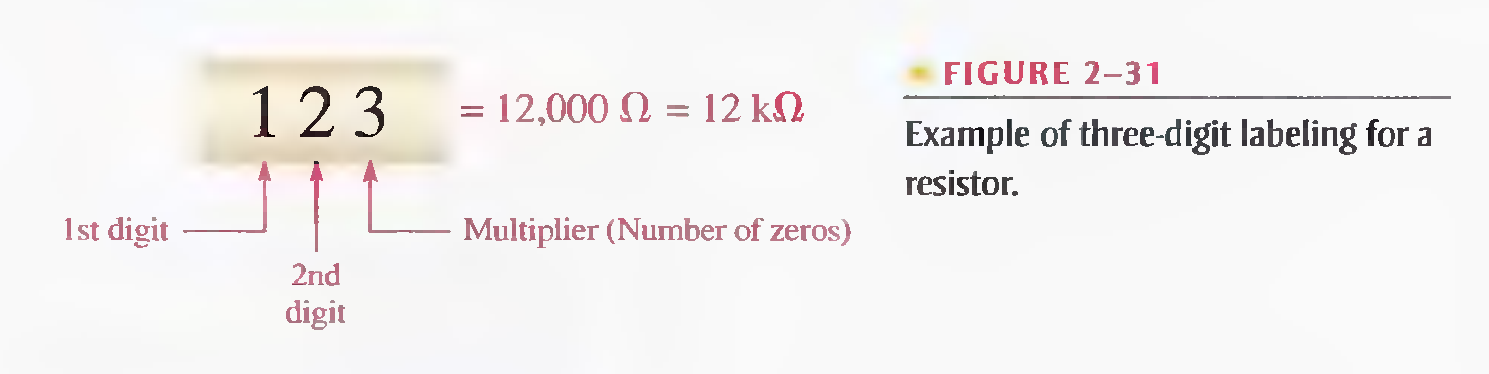 1 2 3 = 12,000 Ω = 12 kΩ
1st digit
Multiplier (Number of zeros)
2nd
digit
FIGURE 2–31
Example of three-digit labeling for a
resistor.